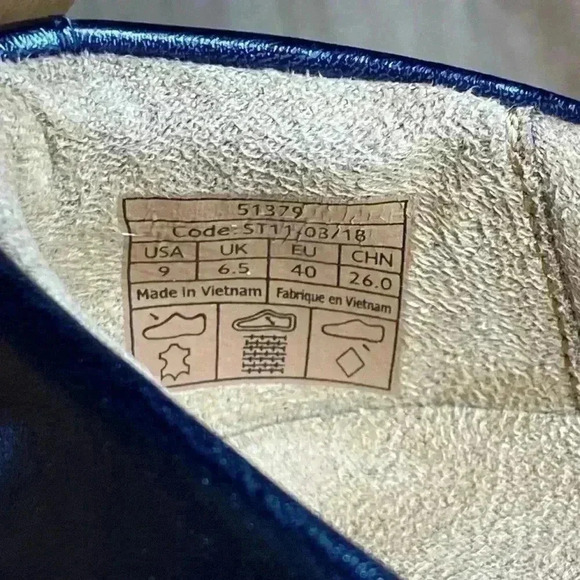 51379
Code: ST11/03/18
USA UK EU CHN
9 6.5 40 26.0
Made in Vietnam Fabriqué en Vietnam